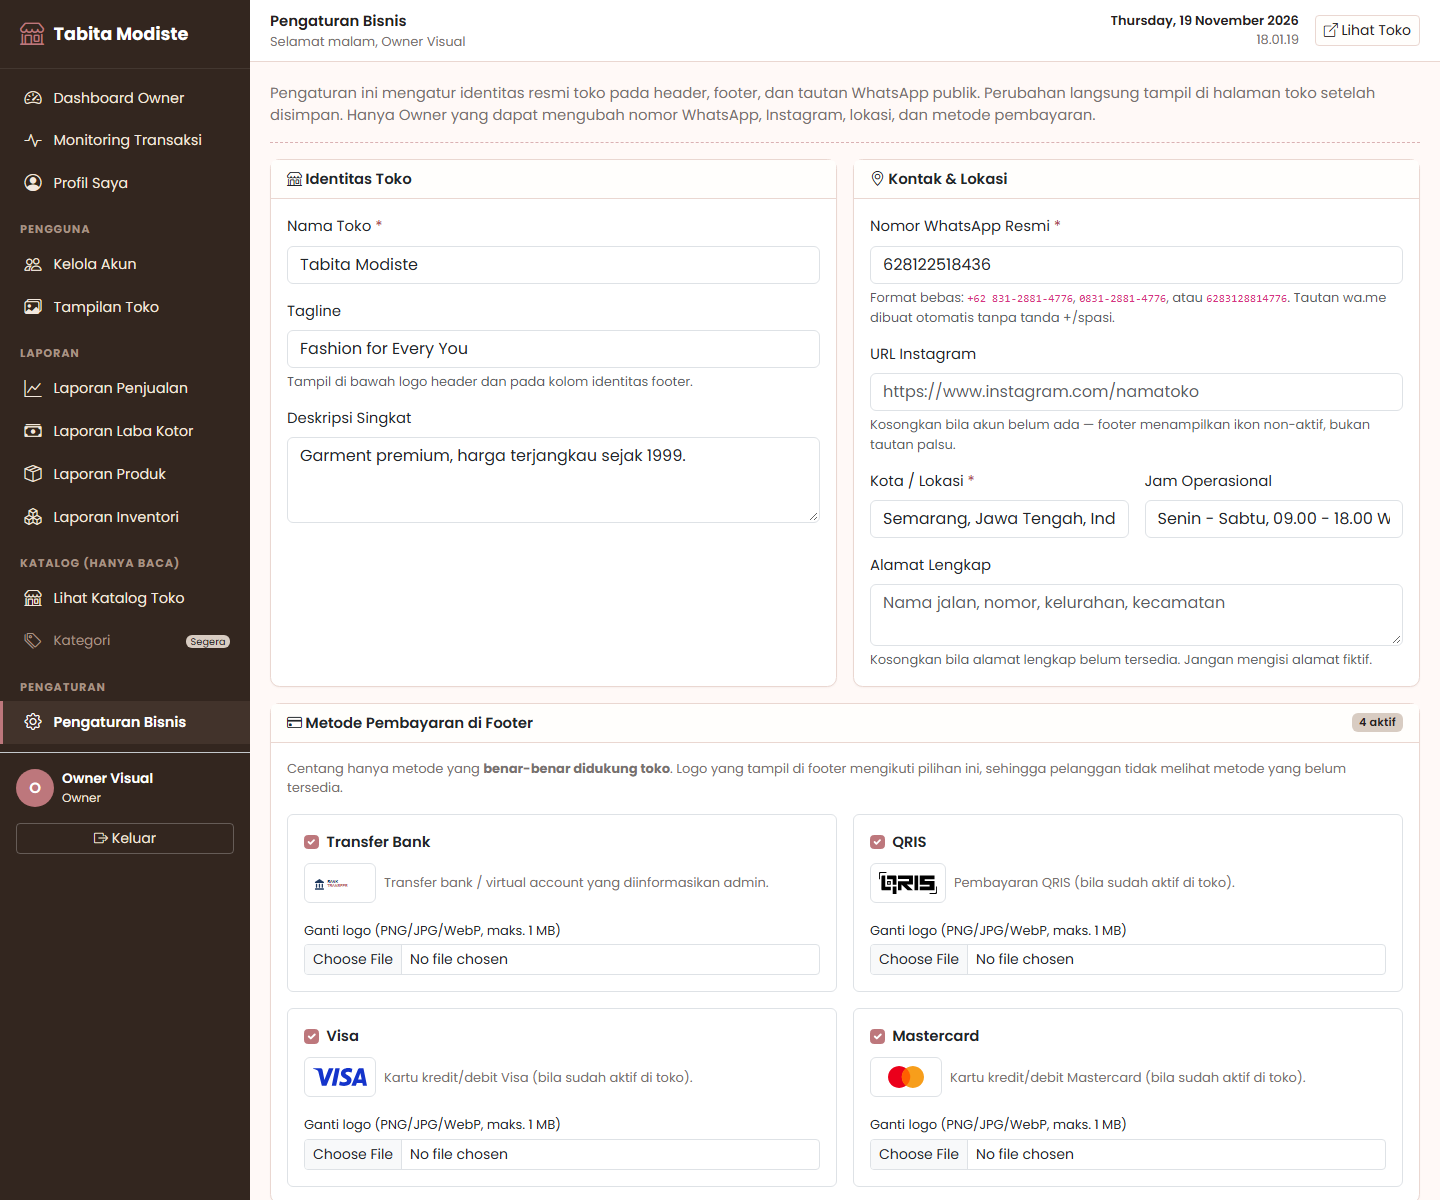 Tabita Modiste
Dashboard Owner
Monitoring Transaksi
Profil Saya
PENGGUNA
Kelola Akun
Tampilan Toko
LAPORAN
Laporan Penjualan
Laporan Laba Kotor
Laporan Produk
Laporan Inventori
KATALOG (HANYA BACA)
Lihat Katalog Toko
Kategori Segera
PENGATURAN
Pengaturan Bisnis
O Owner Visual
Owner
Keluar
Pengaturan Bisnis
Selamat malam, Owner Visual
Thursday, 19 November 2026
18.01.19
Lihat Toko
Pengaturan ini mengatur identitas resmi toko pada header, footer, dan tautan WhatsApp publik. Perubahan langsung tampil di halaman toko setelah
disimpan. Hanya Owner yang dapat mengubah nomor WhatsApp, Instagram, lokasi, dan metode pembayaran.
Identitas Toko
Nama Toko *
Tabita Modiste
Tagline
Fashion for Every You
Tampil di bawah logo header dan pada kolom identitas footer.
Deskripsi Singkat
Garment premium, harga terjangkau sejak 1999.
Kontak & Lokasi
Nomor WhatsApp Resmi *
628122518436
Format bebas: +62 831-2881-4776, 0831-2881-4776, atau 6283128814776. Tautan wa.me
dibuat otomatis tanpa tanda +/spasi.
URL Instagram
https://www.instagram.com/namatoko
Kosongkan bila akun belum ada — footer menampilkan ikon non-aktif, bukan
tautan palsu.
Kota / Lokasi * Jam Operasional
Semarang, Jawa Tengah, Ind Senin - Sabtu, 09.00 - 18.00 W
Alamat Lengkap
Nama jalan, nomor, kelurahan, kecamatan
Kosongkan bila alamat lengkap belum tersedia. Jangan mengisi alamat fiktif.
Metode Pembayaran di Footer 4 aktif
Centang hanya metode yang benar-benar didukung toko. Logo yang tampil di footer mengikuti pilihan ini, sehingga pelanggan tidak melihat metode yang belum
tersedia.
Transfer Bank
BANK
TRANSFER
Transfer bank / virtual account yang diinformasikan admin.
Ganti logo (PNG/JPG/WebP, maks. 1 MB)
Choose File No file chosen
QRIS
QRIS Pembayaran QRIS (bila sudah aktif di toko).
Ganti logo (PNG/JPG/WebP, maks. 1 MB)
Choose File No file chosen
Visa
VISA Kartu kredit/debit Visa (bila sudah aktif di toko).
Ganti logo (PNG/JPG/WebP, maks. 1 MB)
Choose File No file chosen
Mastercard
Kartu kredit/debit Mastercard (bila sudah aktif di toko).
Ganti logo (PNG/JPG/WebP, maks. 1 MB)
Choose File No file chosen